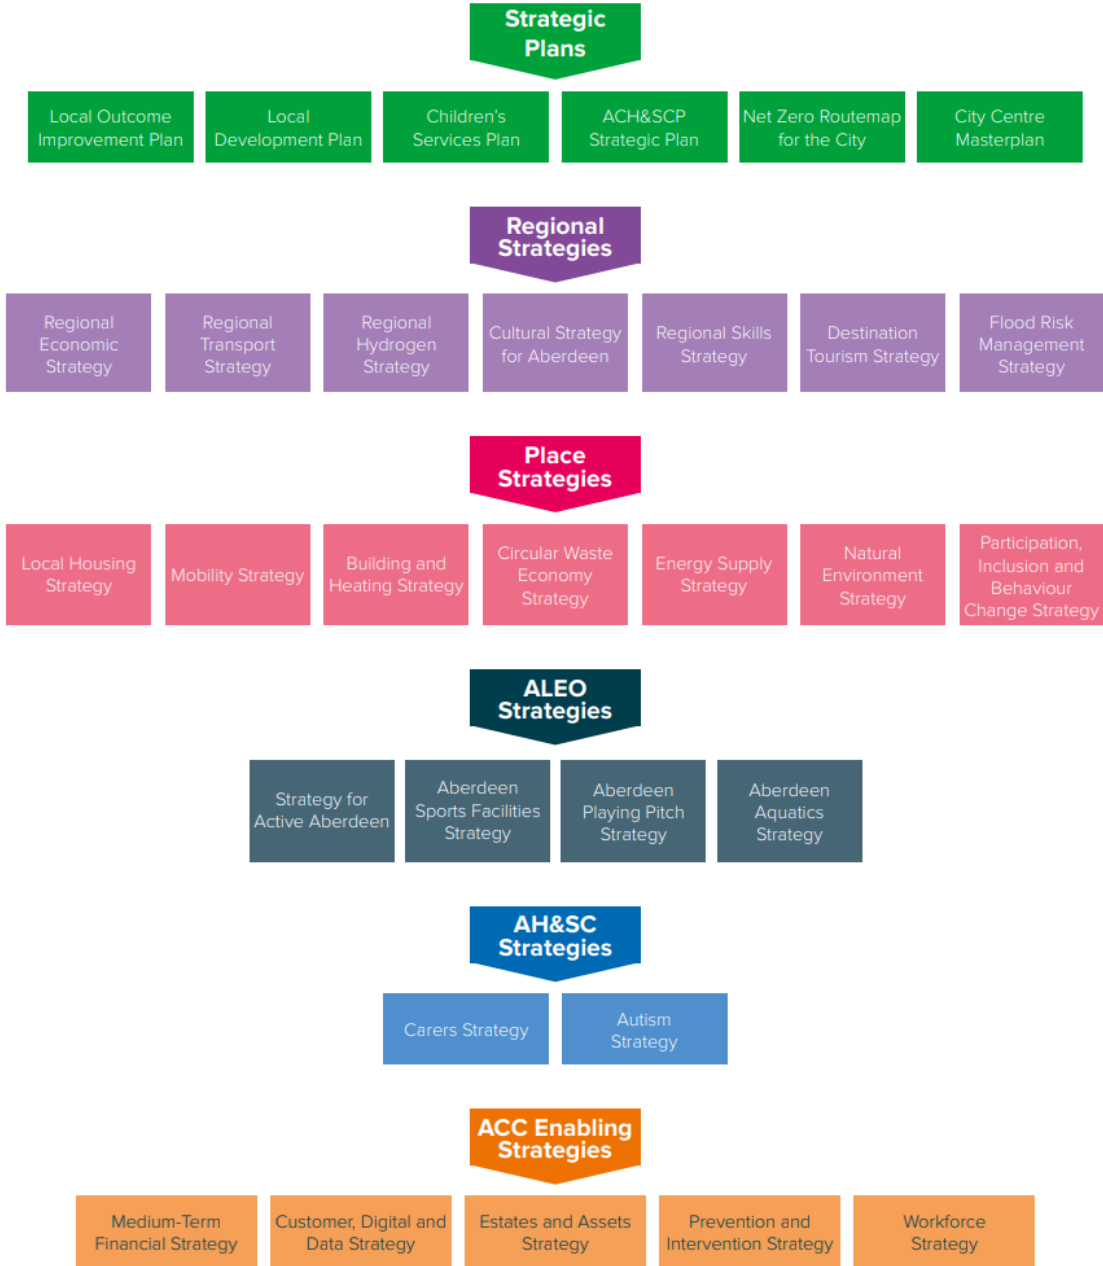 Strategic
Plans
Local Outcome
Improvement Plan
Local
Development Plan
Children's
Services Plan
ACH&SCP
Strategic Plan
Net Zero Routemap
for the City
City Centre
Masterplan
Regional
Strategies
Regional
Economic
Strategy
Regional
Transport
Strategy
Regional
Hydrogen
Strategy
Cultural Strategy
for Aberdeen
Regional Skills
Strategy
Destination
Tourism Strategy
Flood Risk
Management
Strategy
Place
Strategies
Local Housing
Strategy
Mobility Strategy
Building and
Heating Strategy
Circular Waste
Economy
Strategy
Energy Supply
Strategy
Natural
Environment
Strategy
Participation,
Inclusion and
Behaviour
Change Strategy
ALEO
Strategies
Strategy for
Active Aberdeen
Aberdeen
Sports Facilities
Strategy
Aberdeen
Playing Pitch
Strategy
Aberdeen
Aquatics
Strategy
AH&SC
Strategies
Carers Strategy
Autism
Strategy
ACC Enabling
Strategies
Medium-Term
Financial Strategy
Customer, Digital and
Data Strategy
Estates and Assets
Strategy
Prevention and
Intervention Strategy
Workforce
Strategy